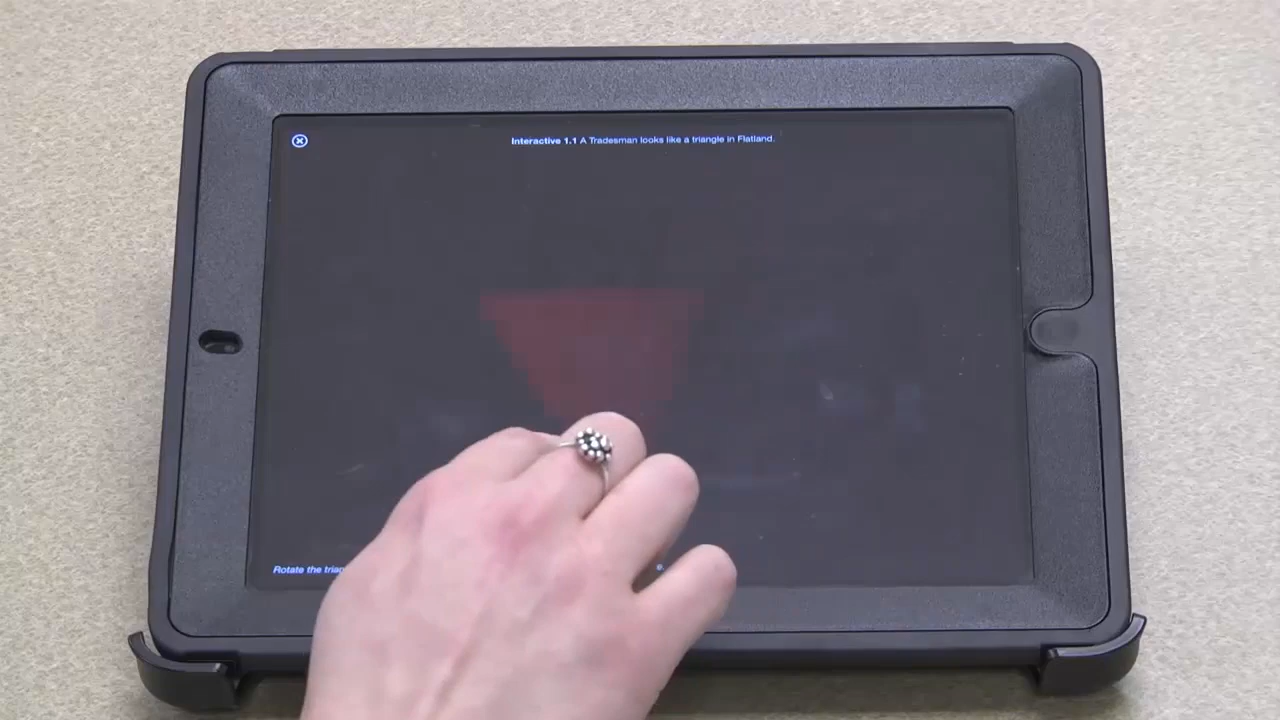 Interactive 1.1 A Tradesman looks like a triangle in Flatland.
Rotate the